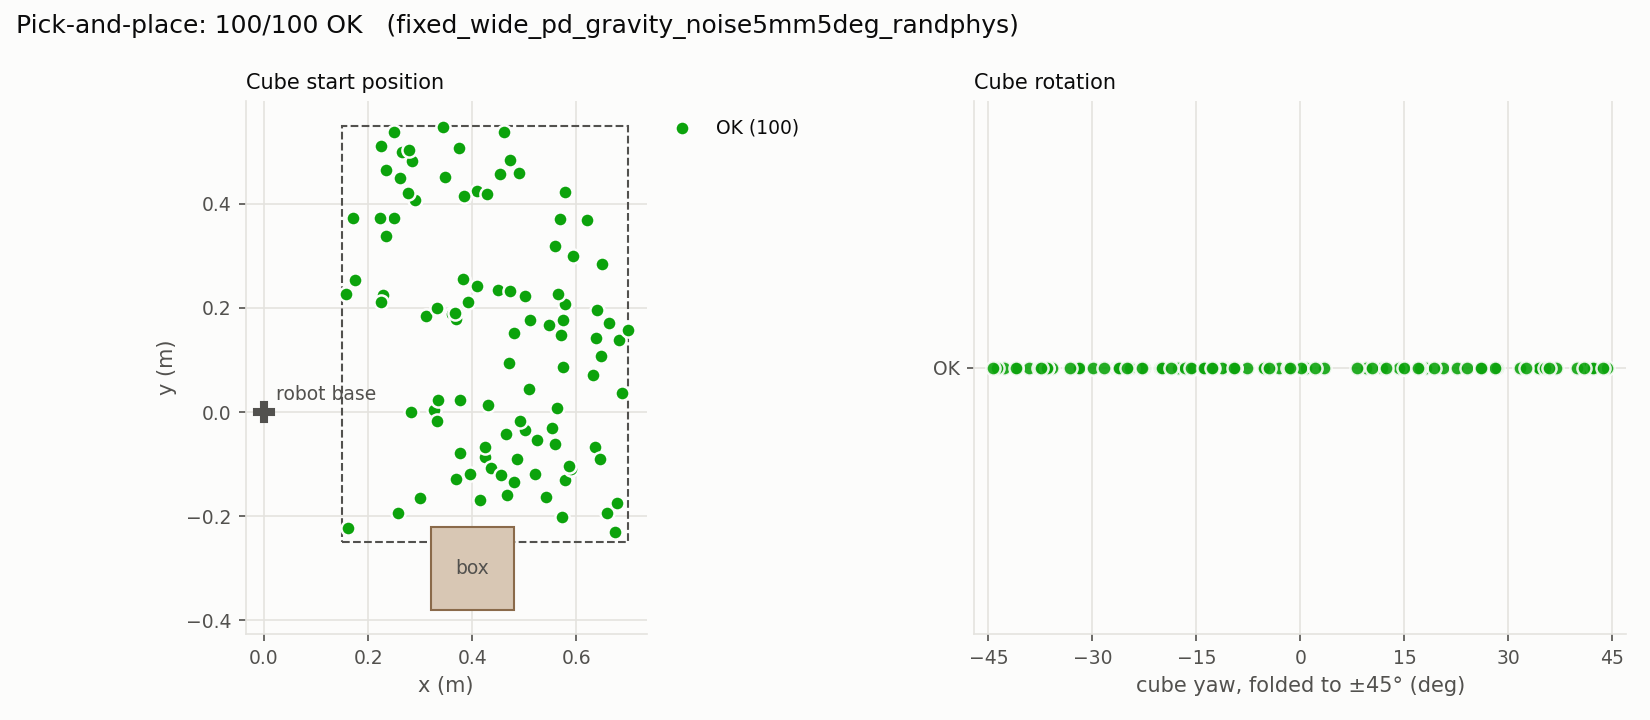 Pick-and-place: 100/100 OK (fixed_wide_pd_gravity_noise5mm5deg_randphys)
Cube start position
OK (100)
0.4
0.2
0.0
−0.2
−0.4
y (m)
robot base
box
0.0 0.2 0.4 0.6
x (m)
Cube rotation
OK
−45 −30 −15 0 15 30 45
cube yaw, folded to ±45° (deg)